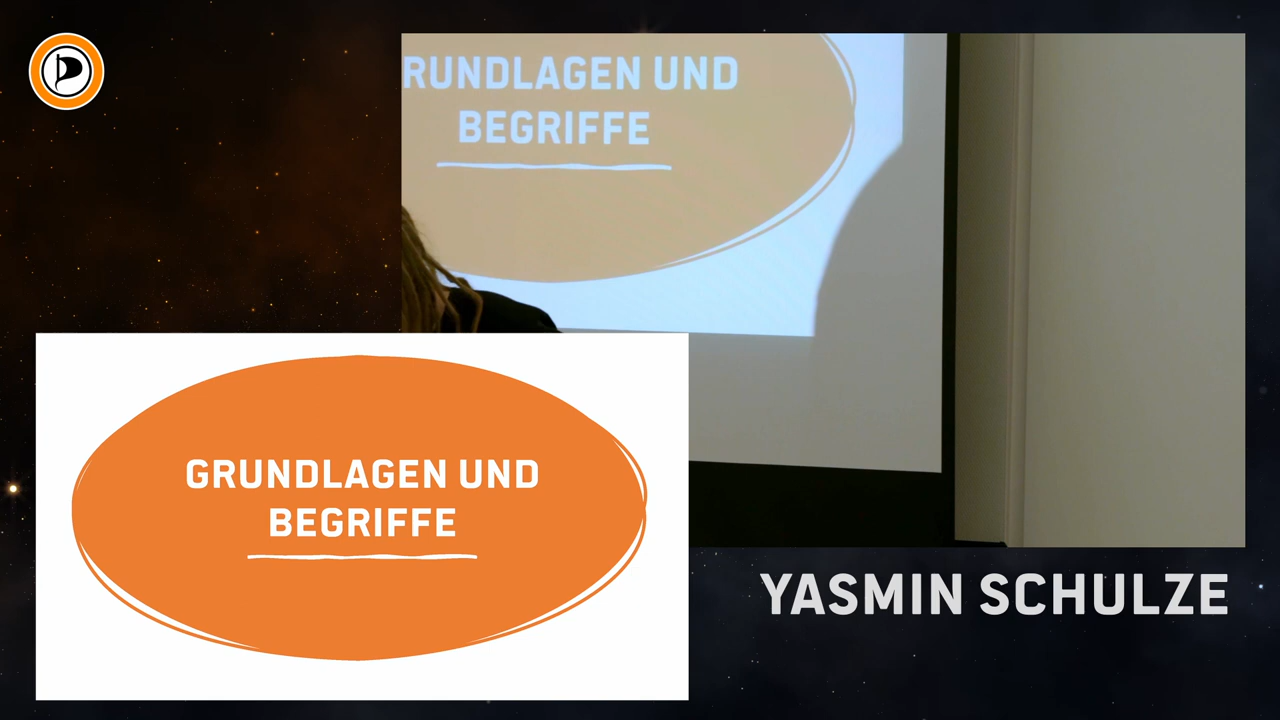 RUNDLAGEN UND
BEGRIFFE
GRUNDLAGEN UND
BEGRIFFE
YASMIN SCHULZE